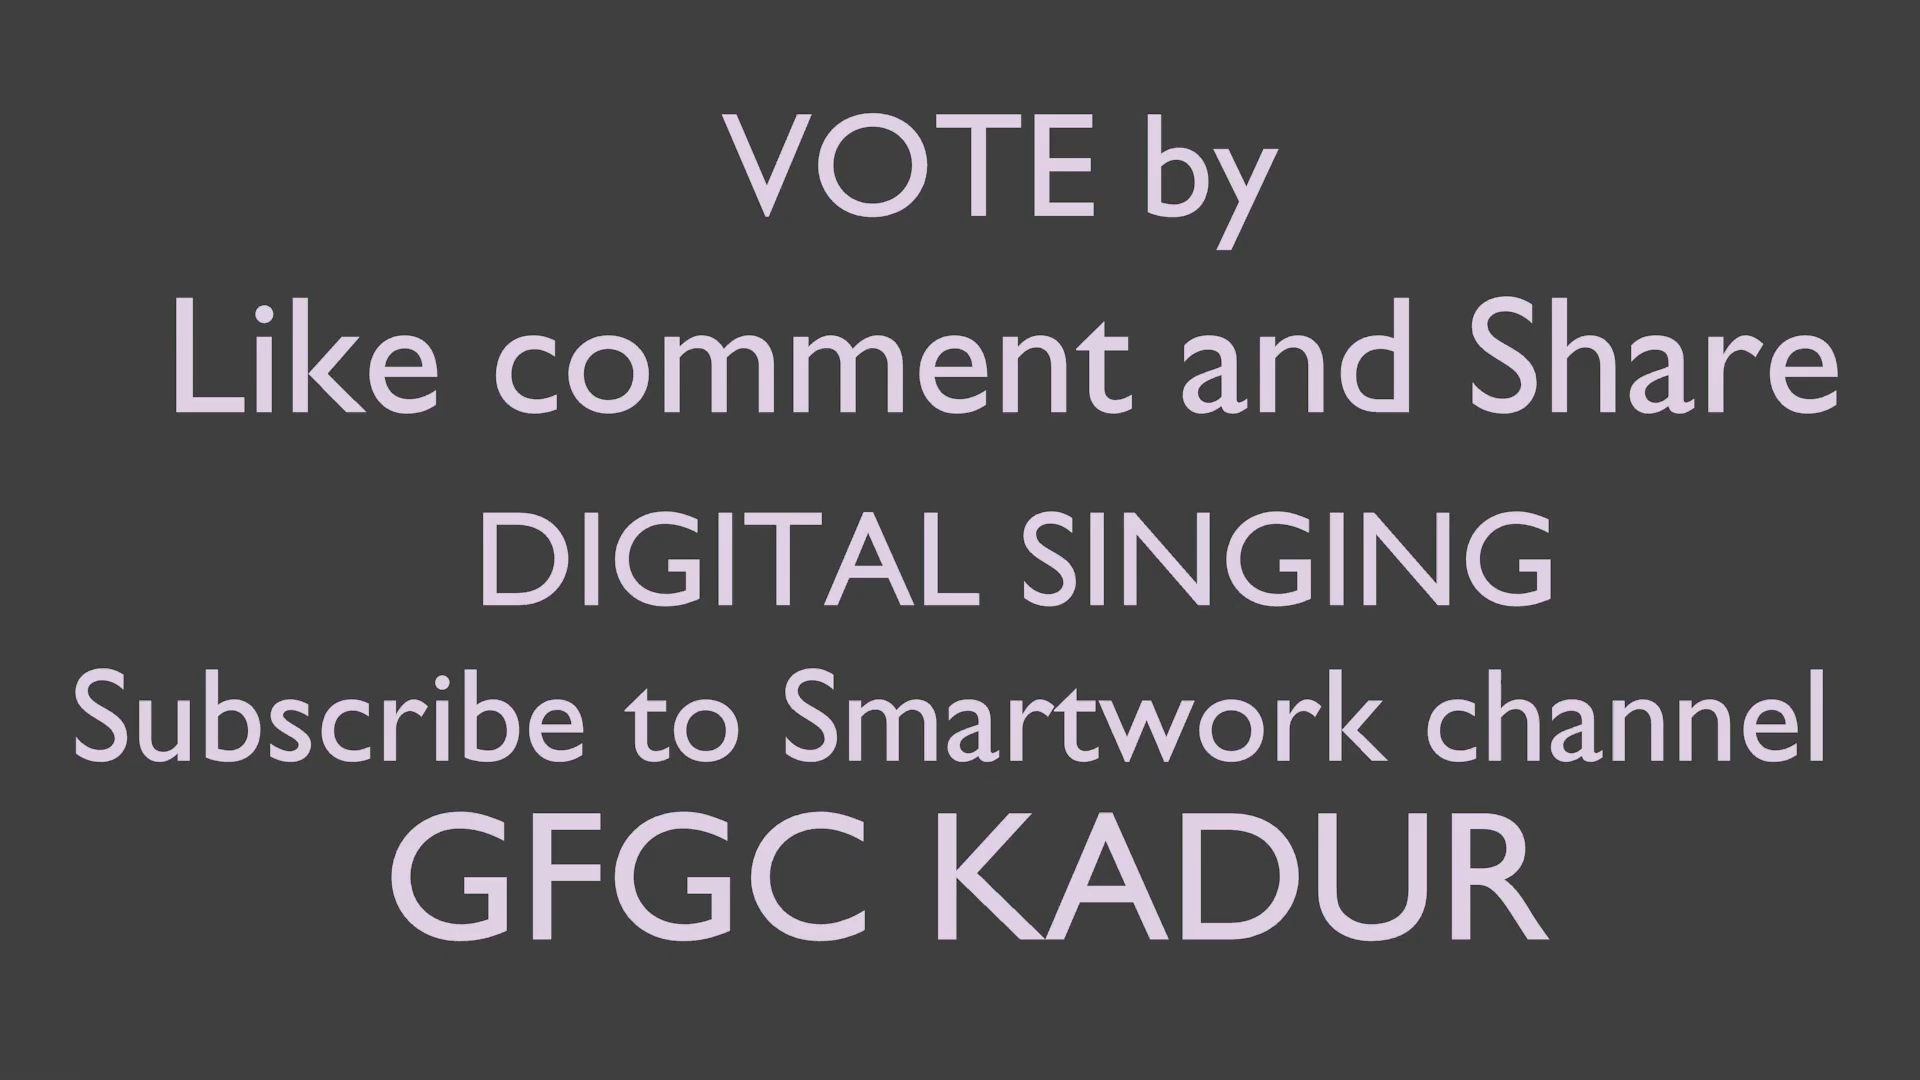 VOTE by
Like comment and Share
DIGITAL SINGING
Subscribe to Smartwork channel
GFGC KADUR